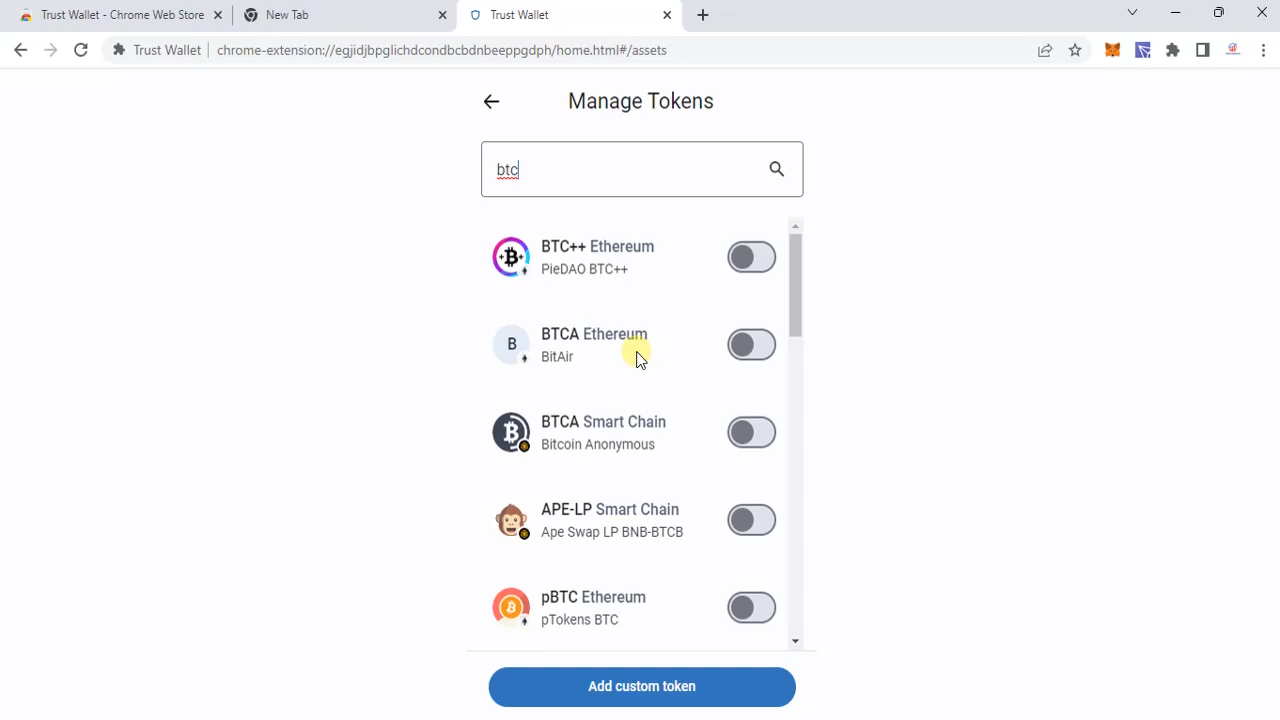 Trust Wallet - Chrome Web Store
New Tab
Trust Wallet
Trust Wallet
chrome-extension://egjidjbpglichdcondbcbdnbeeppgdph/home.html#/assets
Manage Tokens
btc
BTC++ Ethereum
PieDAO BTC++
B
BTCA Ethereum
BitAir
BTCA Smart Chain
Bitcoin Anonymous
APE-LP Smart Chain
Ape Swap LP BNB-BTCB
pBTC Ethereum
pTokens BTC
Add custom token